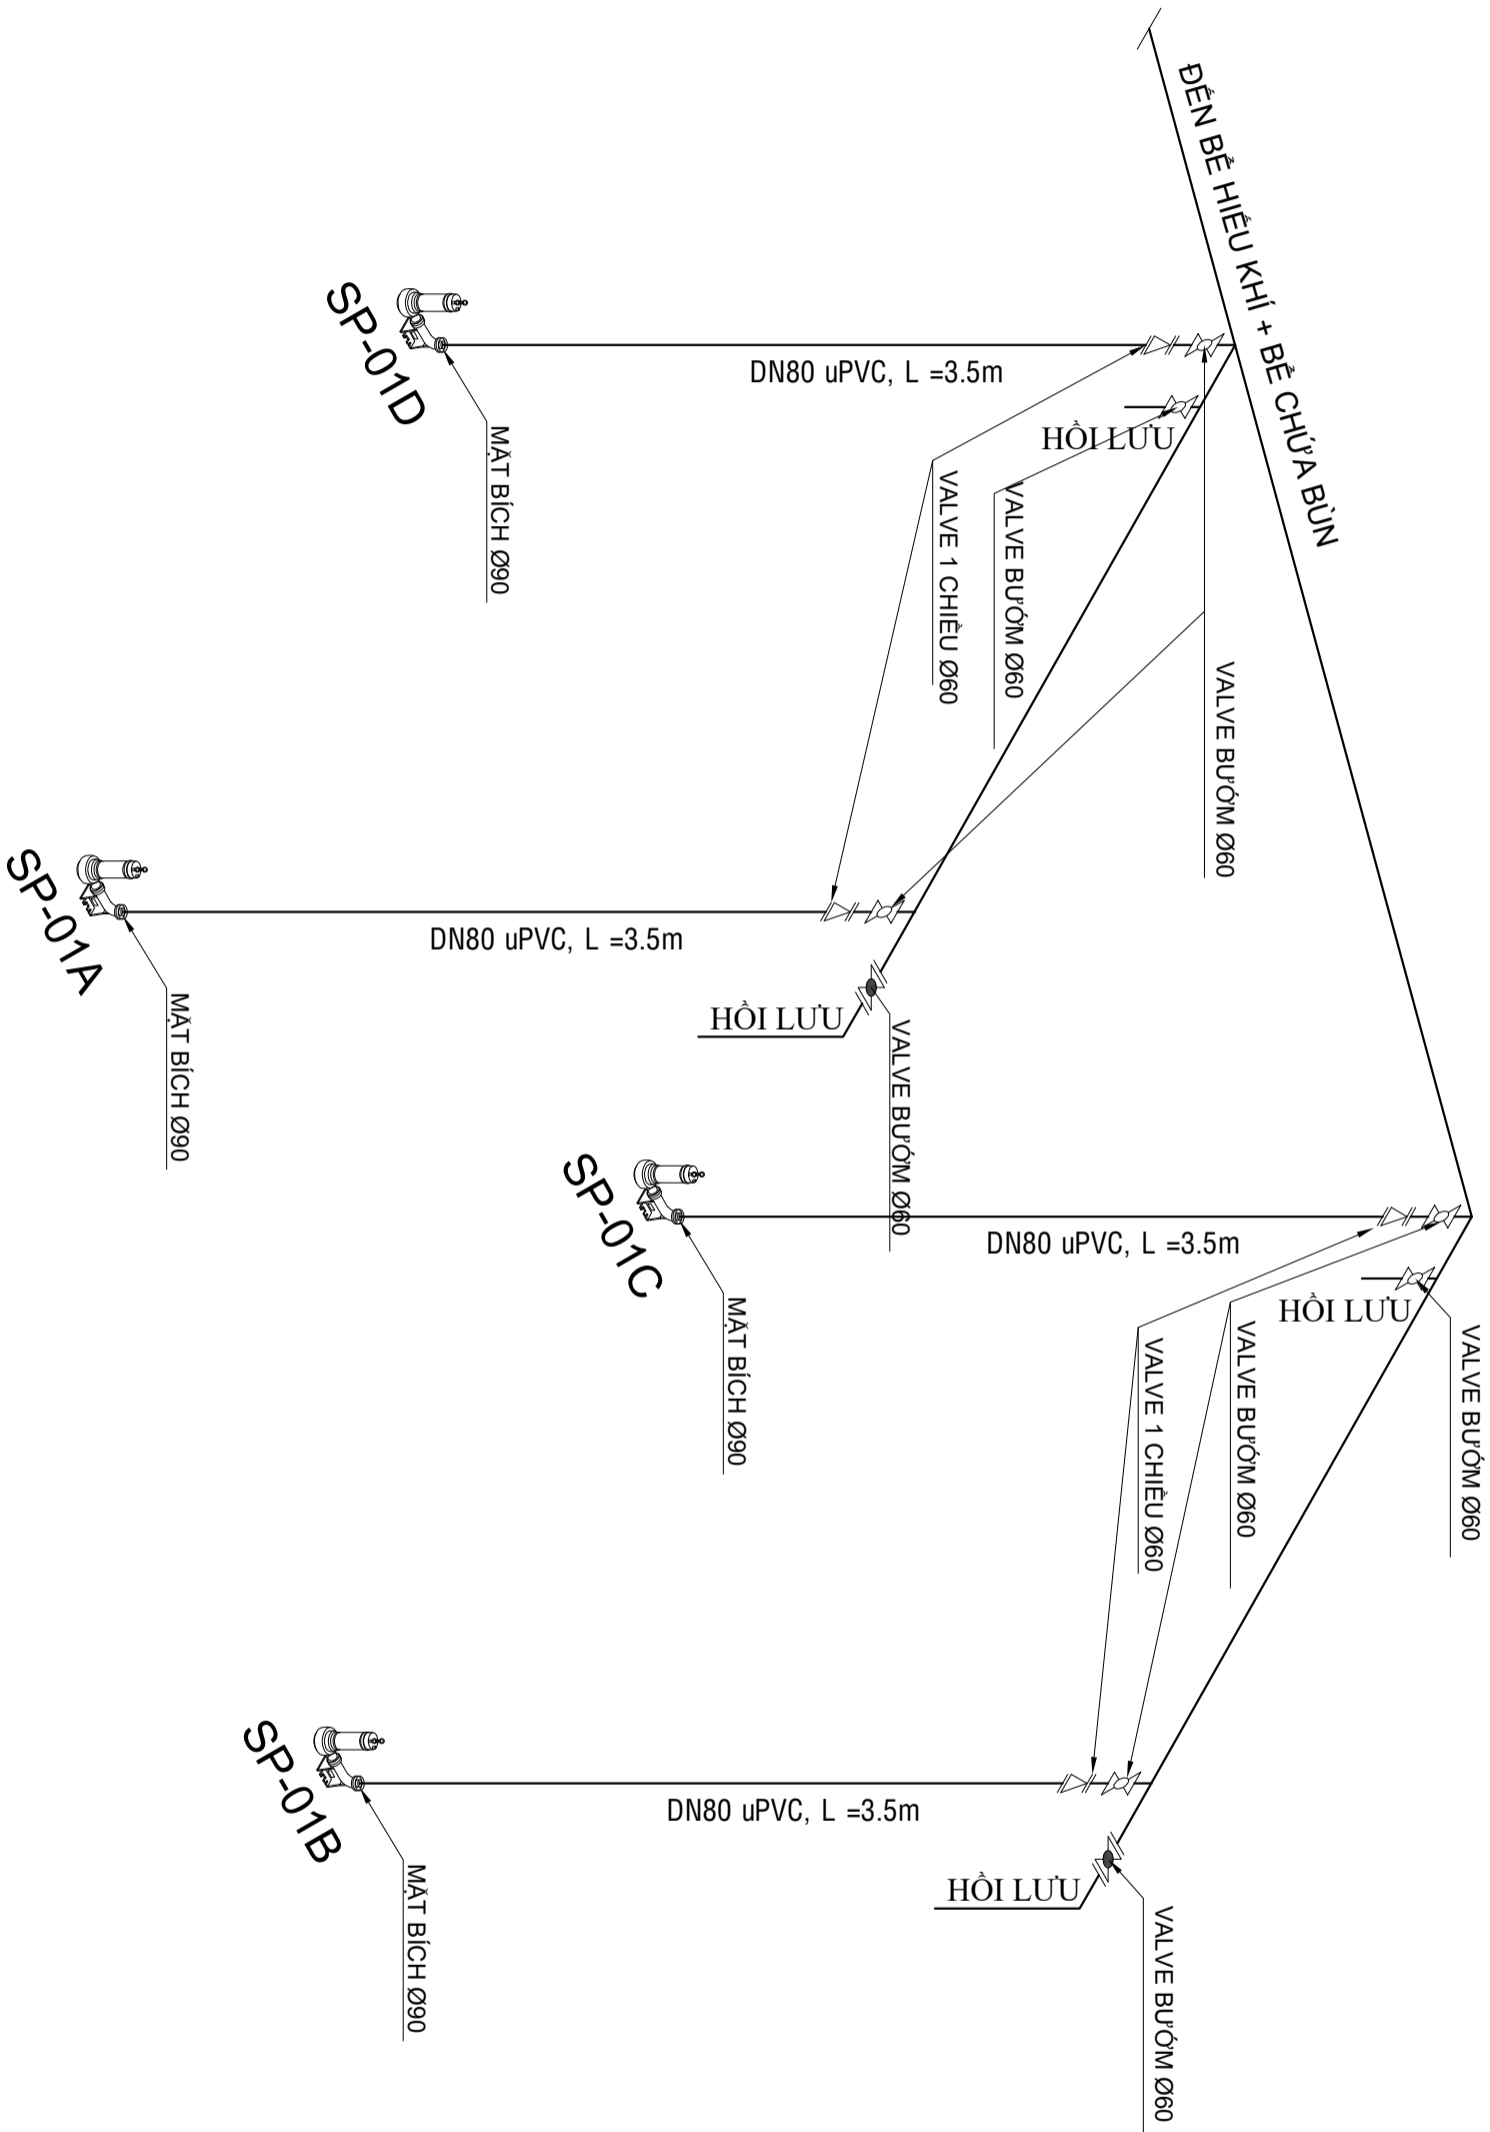 ĐẾN BỂ HIẾU KHÍ + BỂ CHỨA BÙN
SP-01D
MẶT BÍCH Ø90
DN80 uPVC, L =3.5m
HỒI LƯU
VALVE 1 CHIỀU Ø60
VALVE BƯỚM Ø60
VALVE BƯỚM Ø60
SP-01A
MẶT BÍCH Ø90
DN80 uPVC, L =3.5m
HỒI LƯU
VALVE BƯỚM Ø60
SP-01C
MẶT BÍCH Ø90
DN80 uPVC, L =3.5m
HỒI LƯU
VALVE 1 CHIỀU Ø60
VALVE BƯỚM Ø60
VALVE BƯỚM Ø60
SP-01B
MẶT BÍCH Ø90
DN80 uPVC, L =3.5m
HỒI LƯU
VALVE BƯỚM Ø60